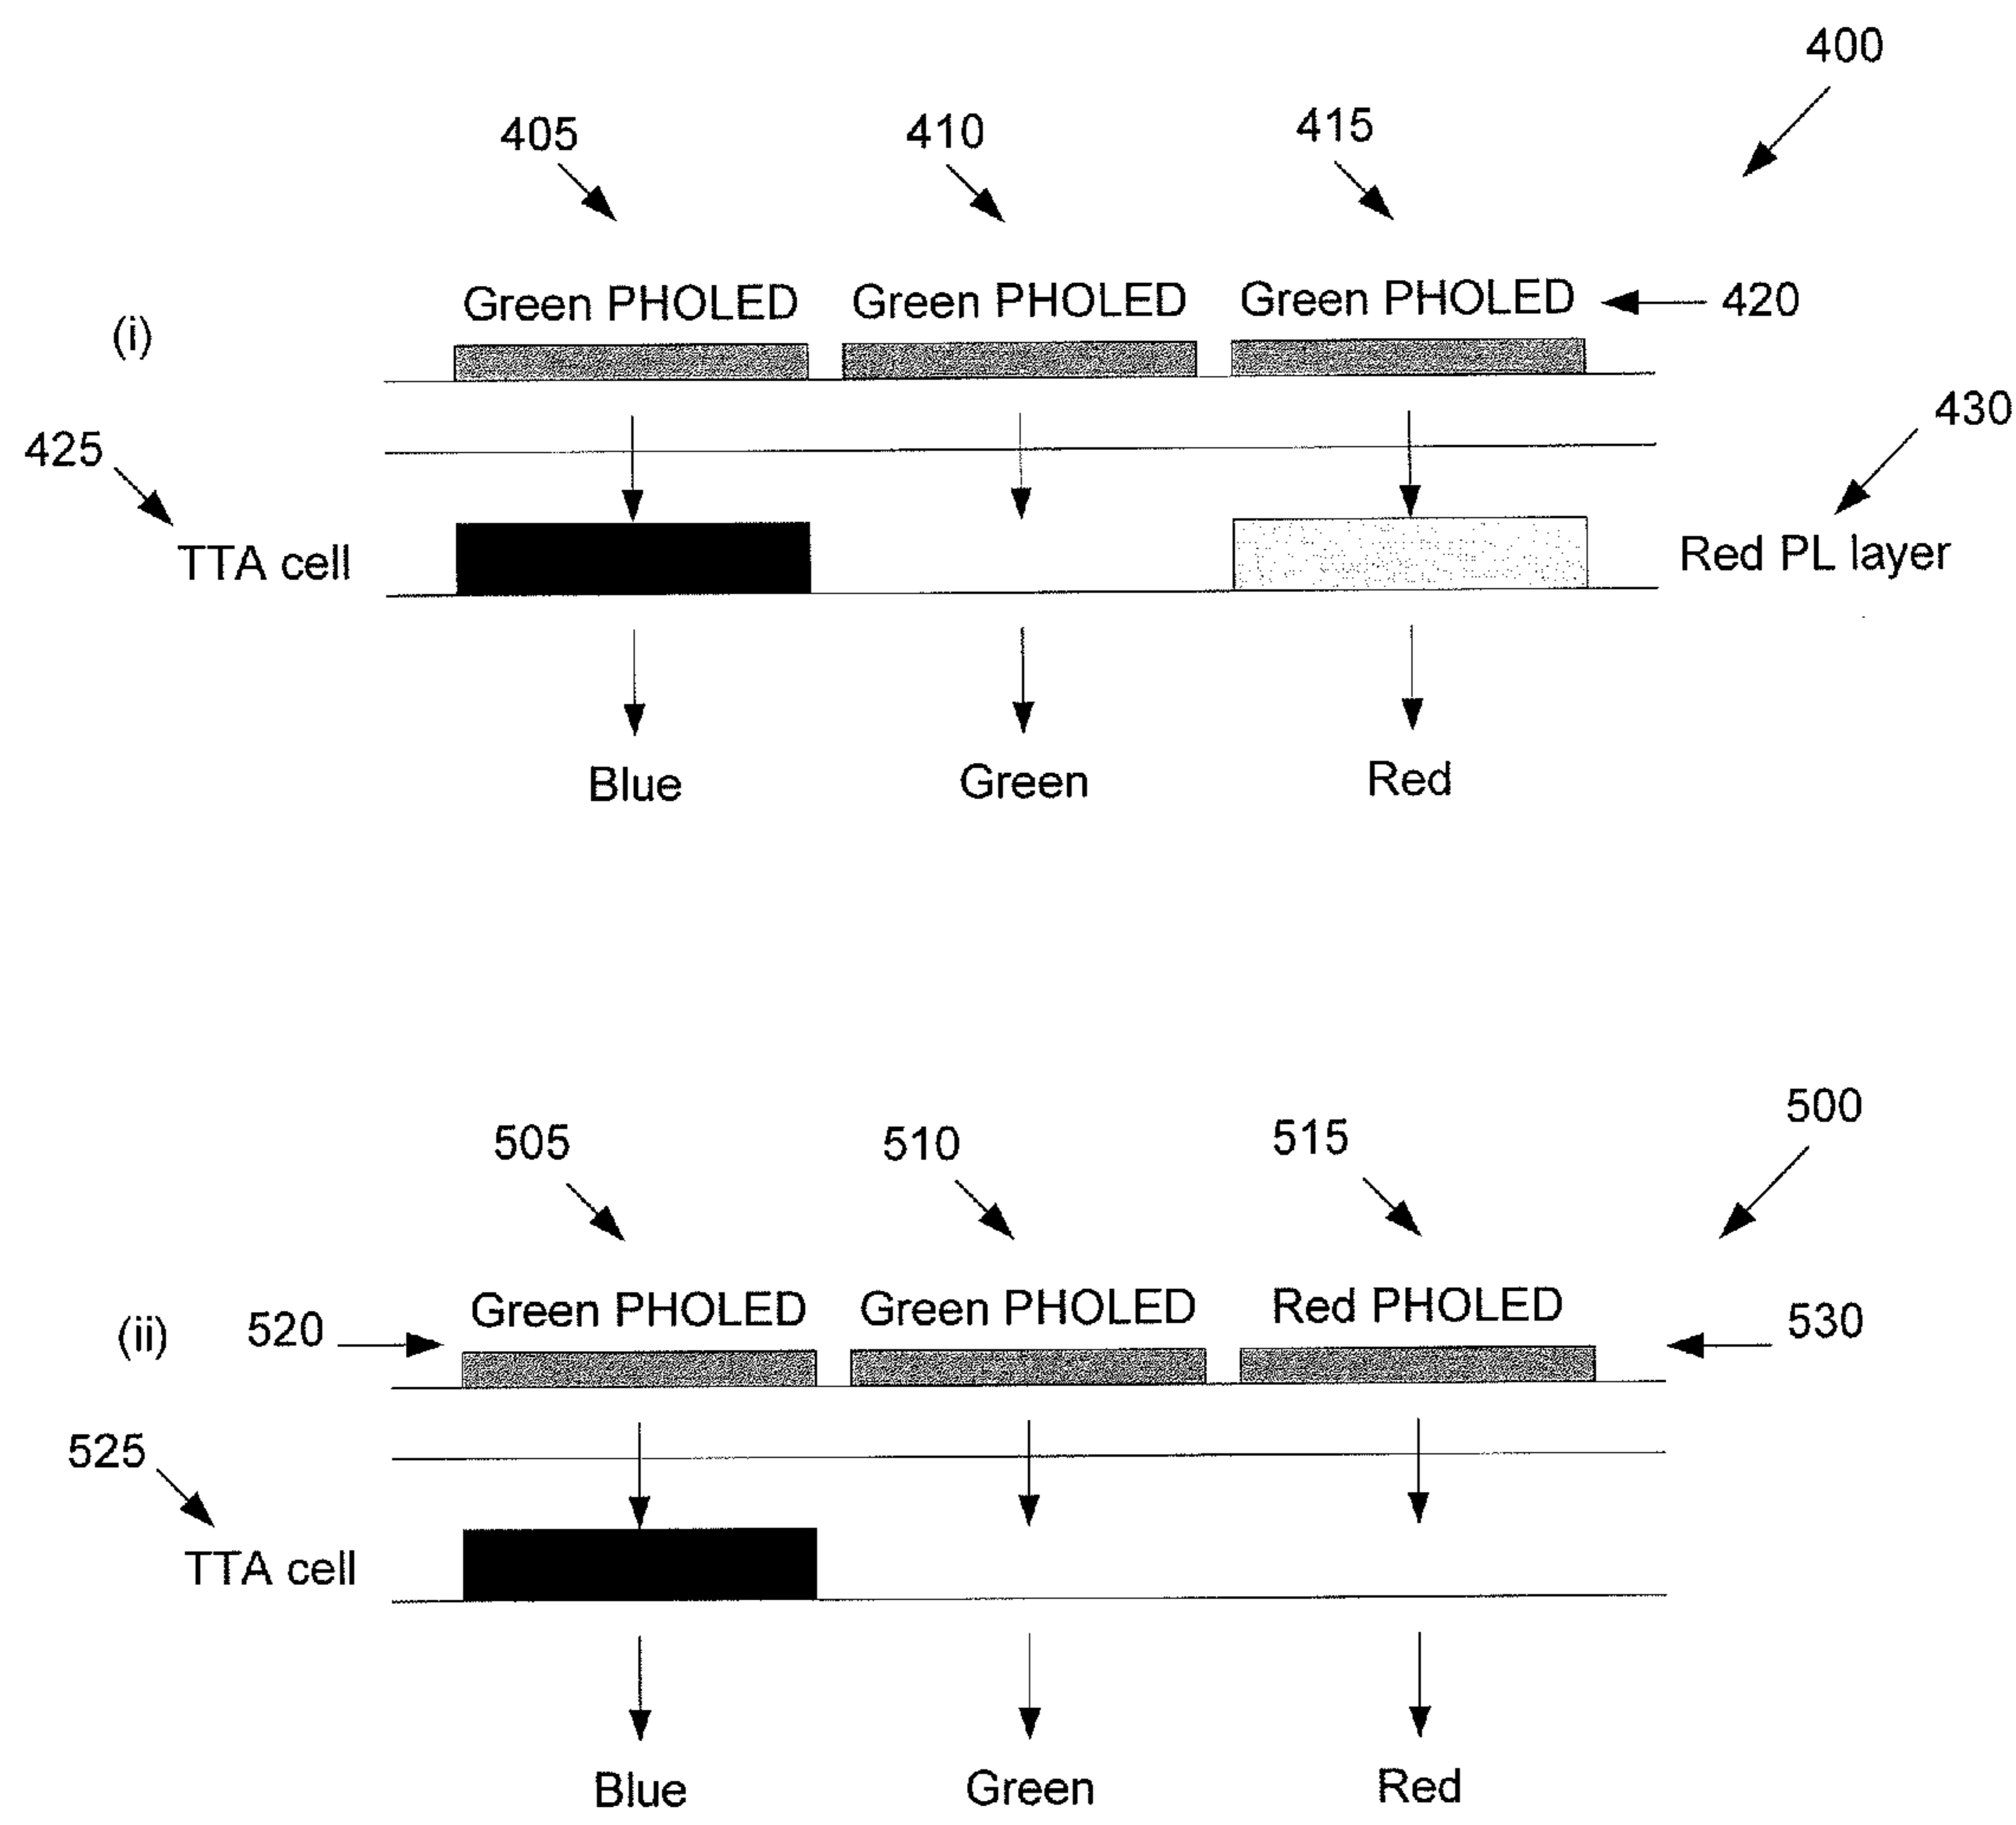 400
405 410 415
Green PHOLED Green PHOLED Green PHOLED 420
(i)
430
425
TTA cell Red PL layer
Blue Green Red
500
505 510 515
Green PHOLED Green PHOLED Red PHOLED 530
(ii) 520
525
TTA cell
Blue Green Red